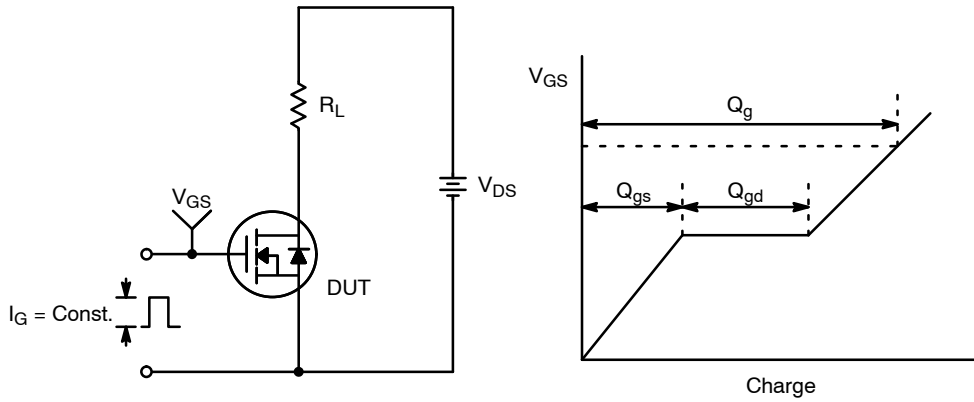 R_L
V_GS
V_DS
DUT
I_G = Const.
V_GS
Q_g
Q_gs
Q_gd
Charge